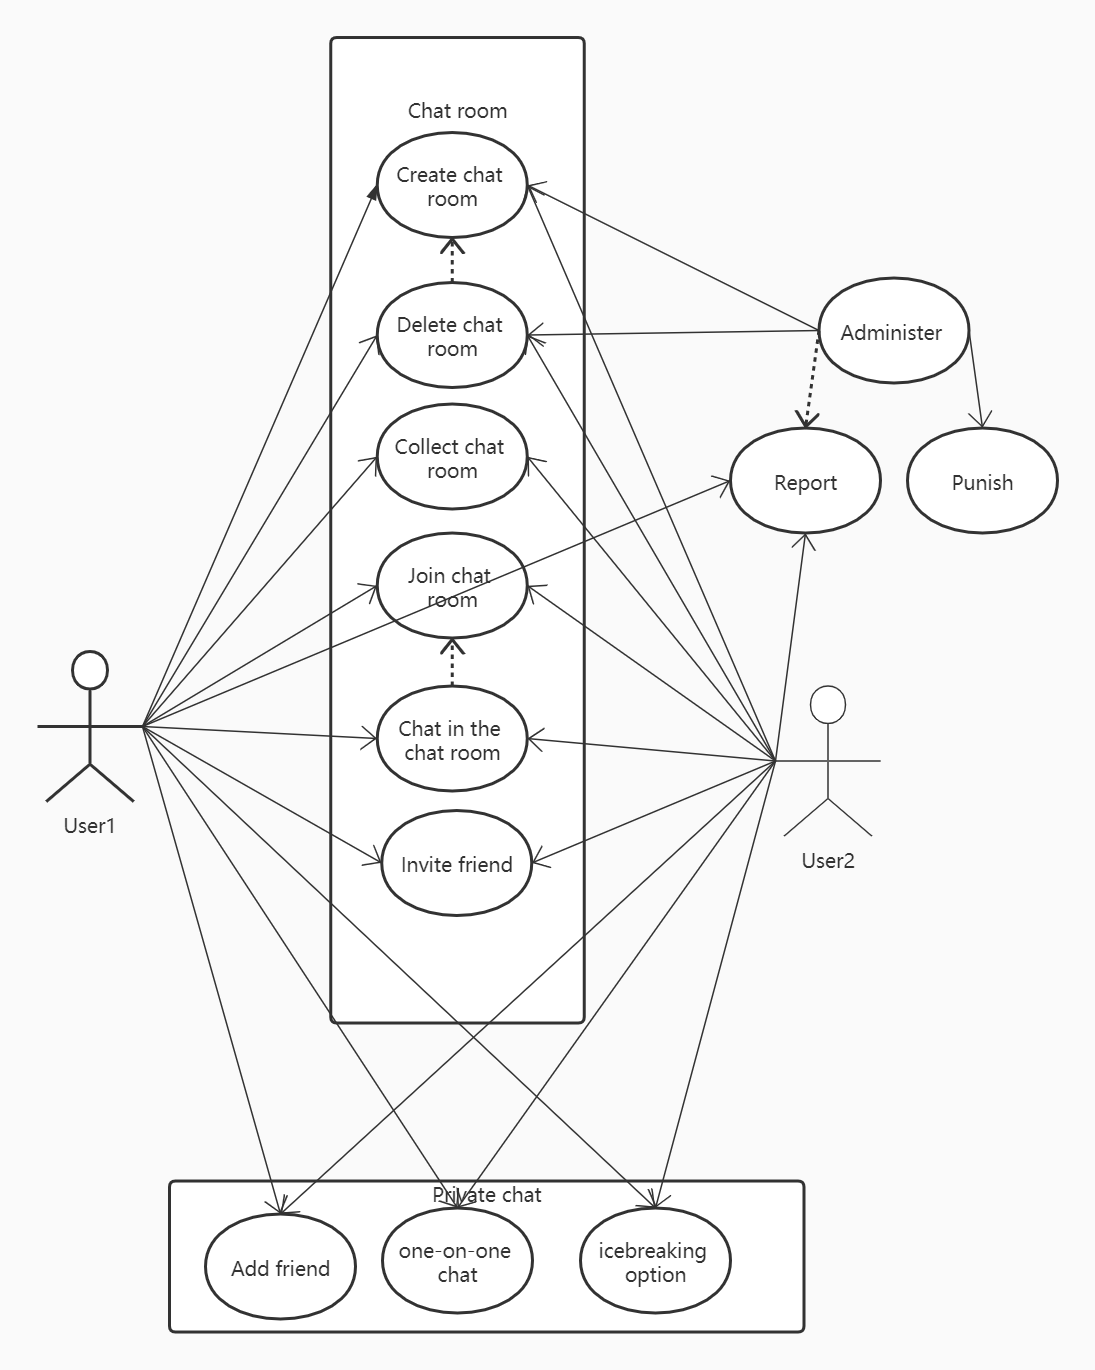 Chat room
Create chat
room
Delete chat
room
Administer
Collect chat
room
Report
Punish
Join chat
room
Chat in the
chat room
User1
Invite friend
User2
Private chat
Add friend
one-on-one
chat
icebreaking
option